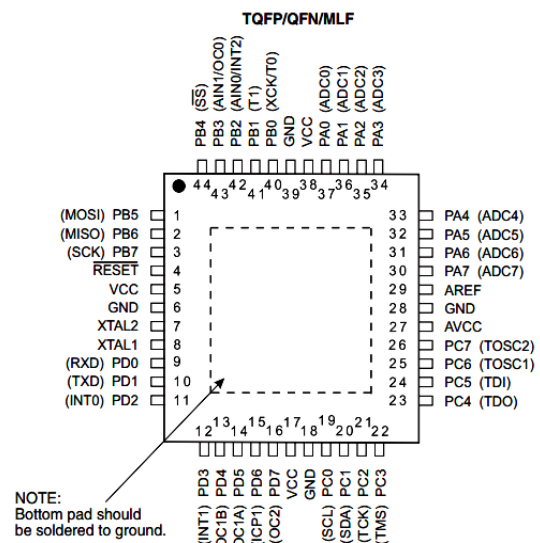 TQFP/QFN/MLF
PB4 (SS)
PB3 (AIN1/OC0)
PB2 (AIN0/INT2)
PB1 (T1)
PB0 (XCK/T0)
GND
VCC
PA0 (ADC0)
PA1 (ADC1)
PA2 (ADC2)
PA3 (ADC3)
44 43 42 41 40 39 38 37 36 35 34
(MOSI) PB5 1
(MISO) PB6 2
(SCK) PB7 3
RESET 4
VCC 5
GND 6
XTAL2 7
XTAL1 8
(RXD) PD0 9
(TXD) PD1 10
(INT0) PD2 11
33 PA4 (ADC4)
32 PA5 (ADC5)
31 PA6 (ADC6)
30 PA7 (ADC7)
29 AREF
28 GND
27 AVCC
26 PC7 (TOSC2)
25 PC6 (TOSC1)
24 PC5 (TDI)
23 PC4 (TDO)
12 13 14 15 16 17 18 19 20 21 22
(INT1) PD3
OC1B) PD4
OC1A) PD5
ICP1) PD6
(OC2) PD7
VCC
GND
(SCL) PC0
(SDA) PC1
(TCK) PC2
(TMS) PC3
NOTE:
Bottom pad should
be soldered to ground.